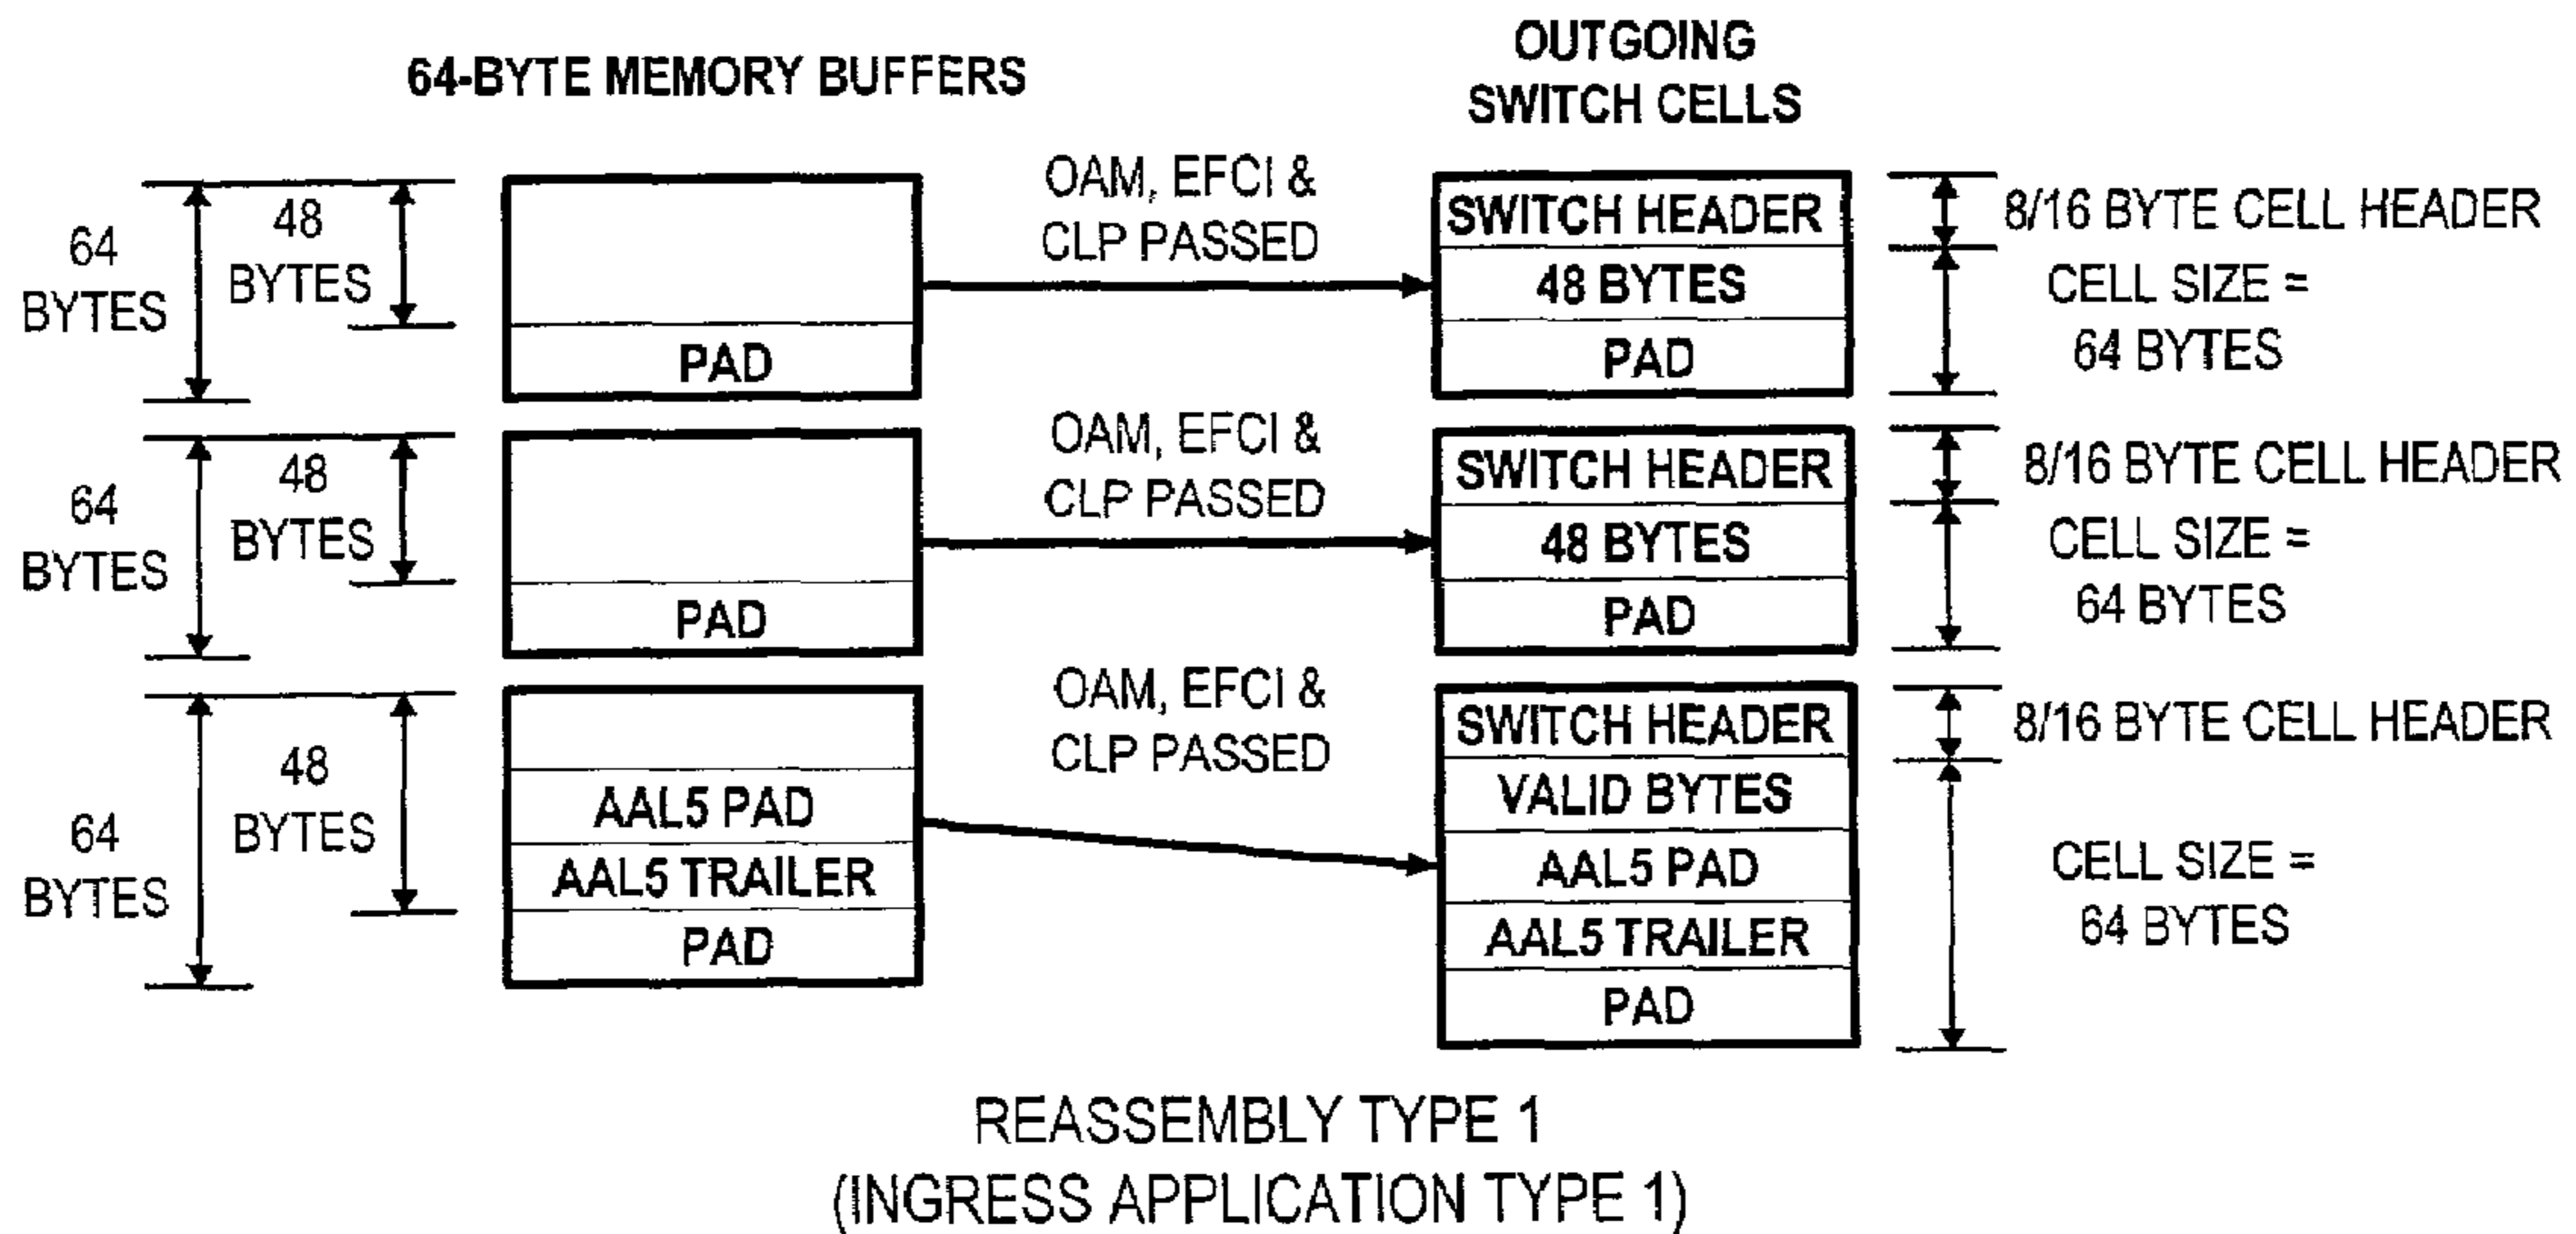 64-BYTE MEMORY BUFFERS
OUTGOING
SWITCH CELLS
64
BYTES
48
BYTES
PAD
OAM, EFCI &
CLP PASSED
SWITCH HEADER
48 BYTES
PAD
8/16 BYTE CELL HEADER
CELL SIZE =
64 BYTES
64
BYTES
48
BYTES
PAD
OAM, EFCI &
CLP PASSED
SWITCH HEADER
48 BYTES
PAD
8/16 BYTE CELL HEADER
CELL SIZE =
64 BYTES
64
BYTES
48
BYTES
AAL5 PAD
AAL5 TRAILER
PAD
OAM, EFCI &
CLP PASSED
SWITCH HEADER
VALID BYTES
AAL5 PAD
AAL5 TRAILER
PAD
8/16 BYTE CELL HEADER
CELL SIZE =
64 BYTES
REASSEMBLY TYPE 1
(INGRESS APPLICATION TYPE 1)